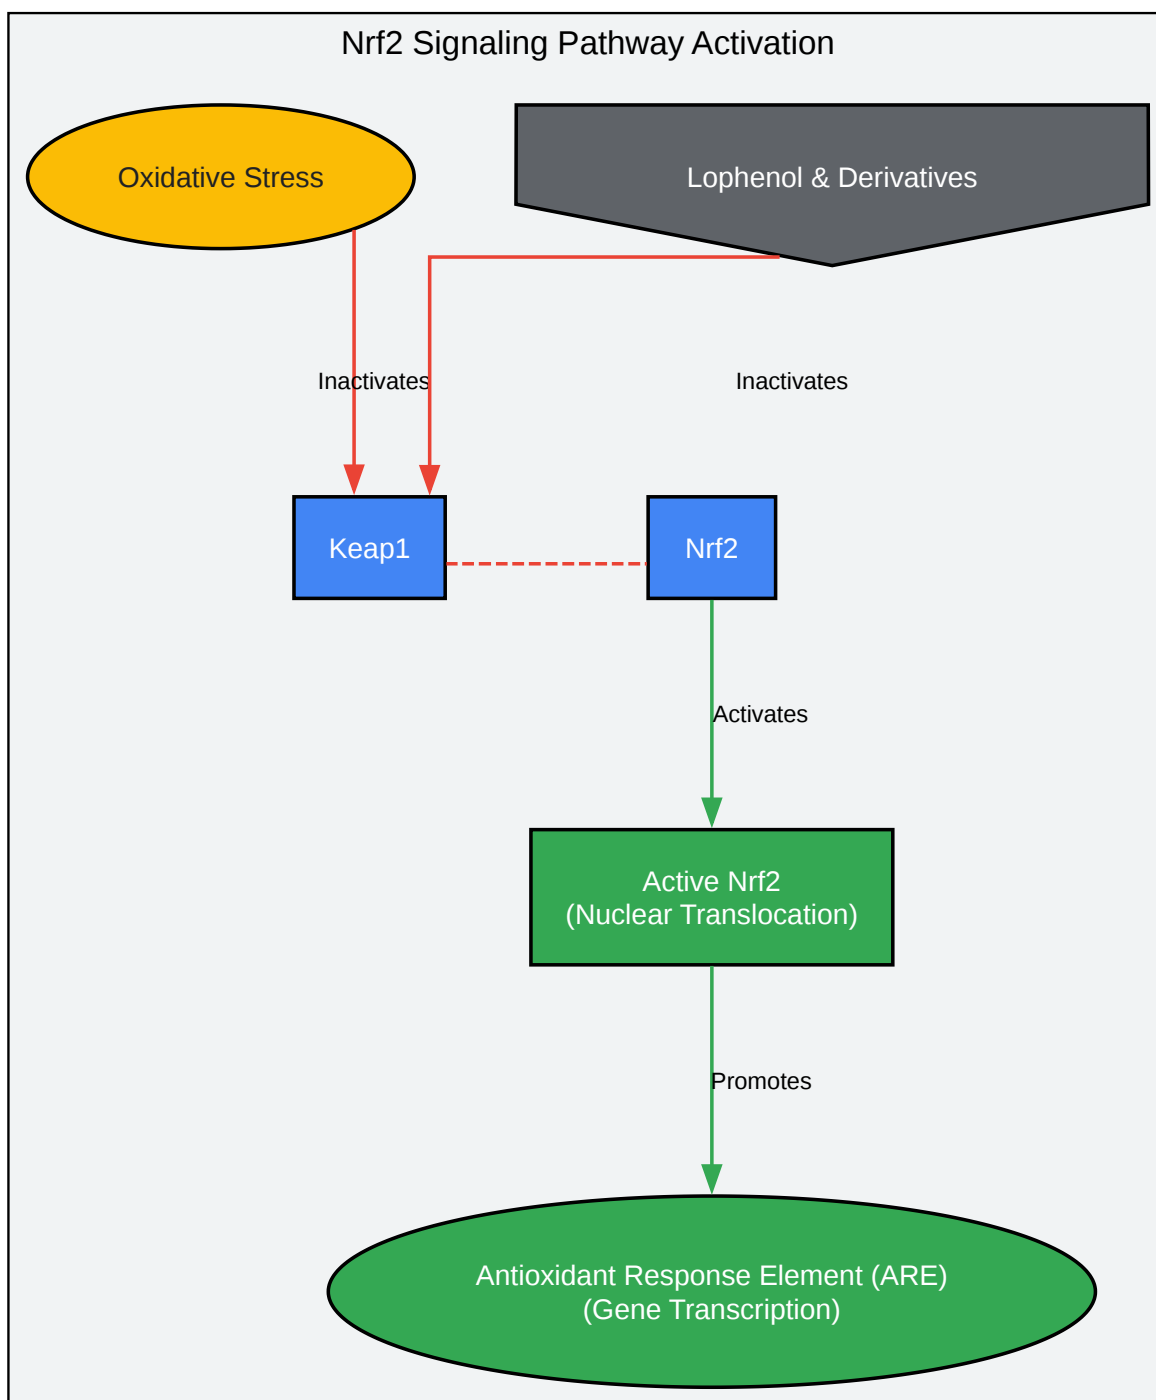 Nrf2 Signaling Pathway Activation
Oxidative Stress
Lophenol & Derivatives
Inactivates
Inactivates
Keap1
Nrf2
Activates
Active Nrf2
(Nuclear Translocation)
Promotes
Antioxidant Response Element (ARE)
(Gene Transcription)